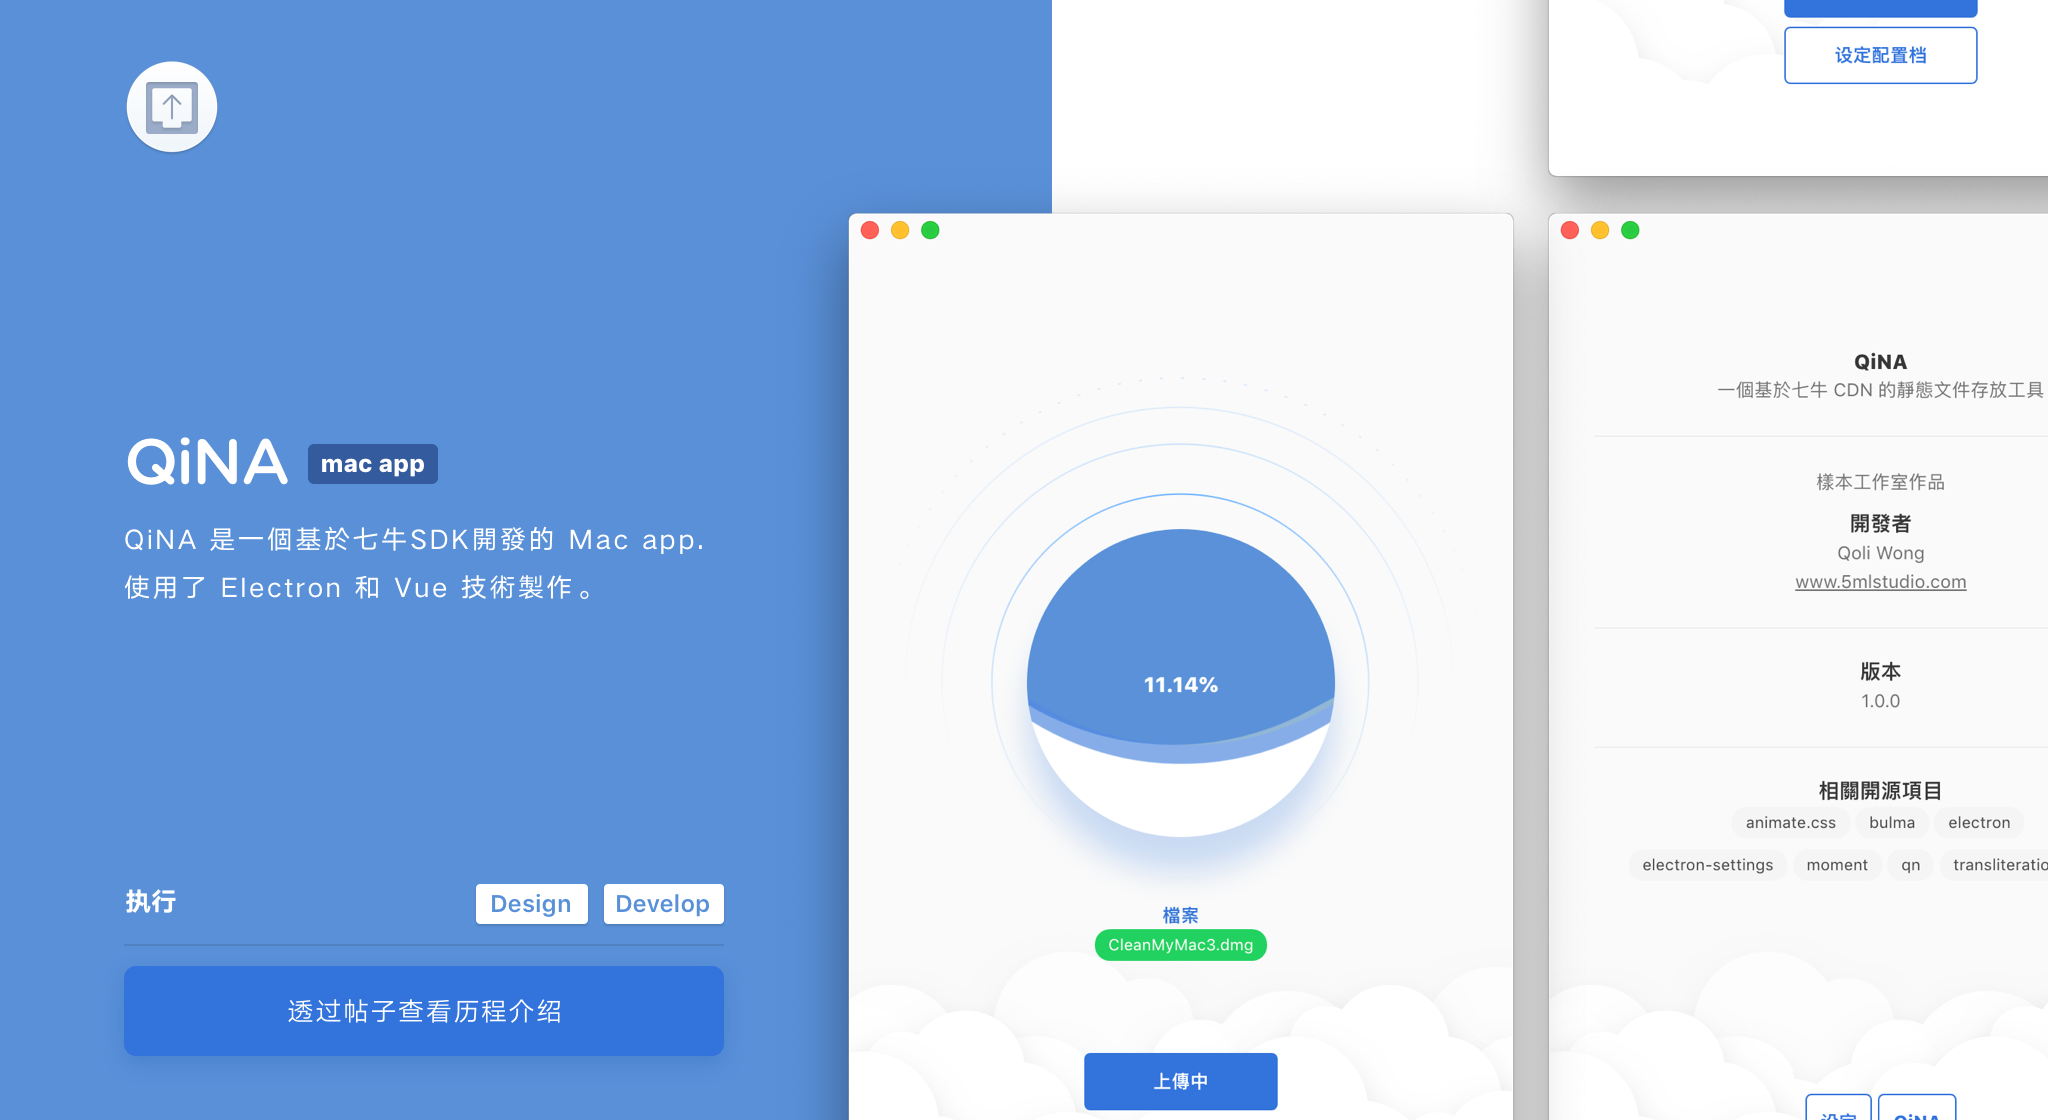 设定配置档
QiNA mac app
QiNA 是一個基於七牛SDK開發的 Mac app.
使用了 Electron 和 Vue 技術製作。
执行 Design Develop
透过帖子查看历程介绍
11.14%
檔案
CleanMyMac3.dmg
上傳中
QiNA
一個基於七牛 CDN 的靜態文件存放工具
樣本工作室作品
開發者
Qoli Wong
www.5mlstudio.com
版本
1.0.0
相關開源項目
animate.css bulma electron
electron-settings moment qn transliteratio
设定 QiNA